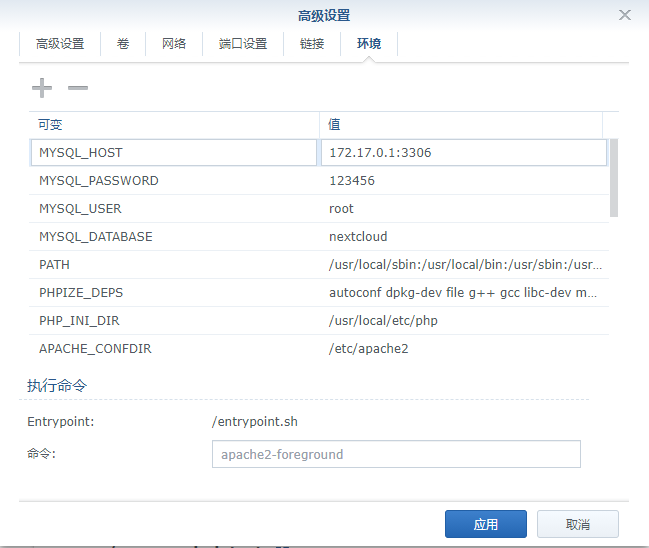 高级设置
高级设置 卷 网络 端口设置 链接 环境
可变 值
MYSQL_HOST 172.17.0.1:3306
MYSQL_PASSWORD 123456
MYSQL_USER root
MYSQL_DATABASE nextcloud
PATH /usr/local/sbin:/usr/local/bin:/usr/sbin:/usr...
PHPIZE_DEPS autoconf dpkg-dev file g++ gcc libc-dev m...
PHP_INI_DIR /usr/local/etc/php
APACHE_CONFDIR /etc/apache2
执行命令
Entrypoint: /entrypoint.sh
命令: apache2-foreground
应用 取消